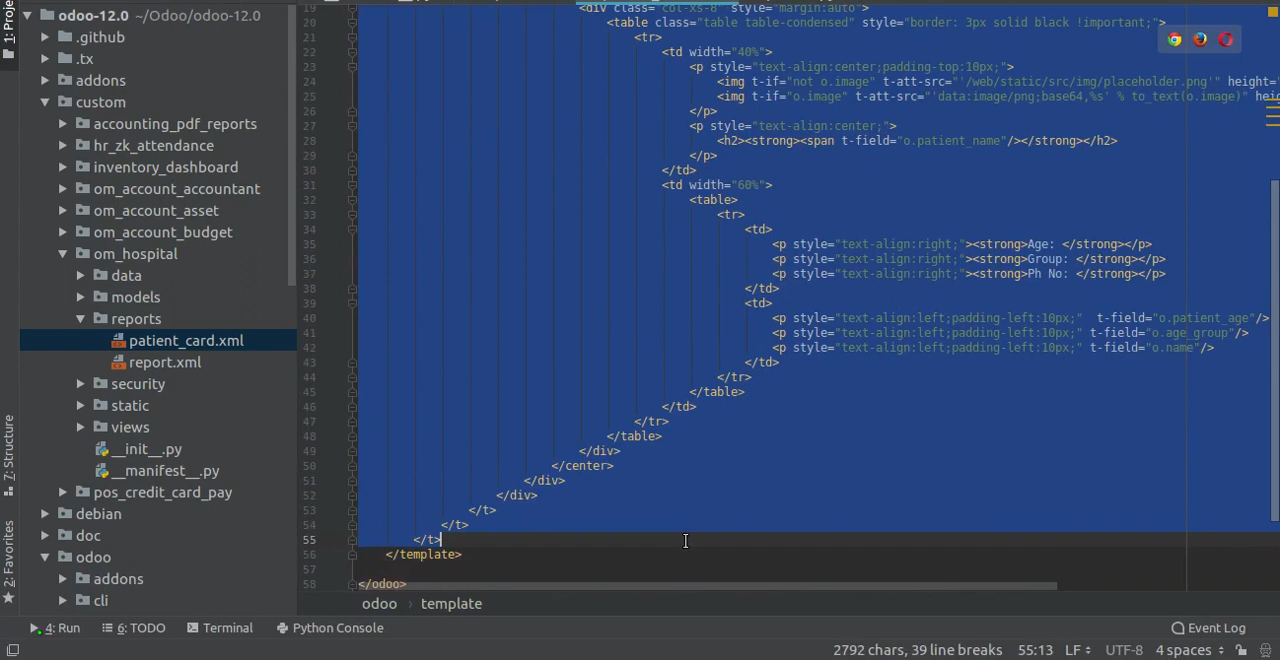 1: Proje
7: Structure
2: Favorites
odoo-12.0 ~/Odoo/odoo-12.0
.github
.tx
addons
custom
accounting_pdf_reports
hr_zk_attendance
inventory_dashboard
om_account_accountant
om_account_asset
om_account_budget
om_hospital
data
models
reports
patient_card.xml
report.xml
security
static
views
__init__.py
__manifest__.py
pos_credit_card_pay
debian
doc
odoo
addons
cli
19 <div class="col-xs-8" style="margin:auto">
20 <table class="table table-condensed" style="border: 3px solid black !important;">
21 <tr>
22 <td width="40%">
23 <p style="text-align:center;padding-top:10px;">
24 <img t-if="not o.image" t-att-src="'/web/static/src/img/placeholder.png'" height=
25 <img t-if="o.image" t-att-src="'data:image/png;base64,%s' % to_text(o.image)" hei
26 </p>
27 <p style="text-align:center;">
28 <h2><strong><span t-field="o.patient_name"/></strong></h2>
29 </p>
30 </td>
31 <td width="60%">
32 <table>
33 <tr>
34 <td>
35 <p style="text-align:right;"><strong>Age: </strong></p>
36 <p style="text-align:right;"><strong>Group: </strong></p>
37 <p style="text-align:right;"><strong>Ph No: </strong></p>
38 </td>
39 <td>
40 <p style="text-align:left;padding-left:10px;"  t-field="o.patient_age"/>
41 <p style="text-align:left;padding-left:10px;" t-field="o.age_group"/>
42 <p style="text-align:left;padding-left:10px;" t-field="o.name"/>
43 </td>
44 </tr>
45 </table>
46 </td>
47 </tr>
48 </table>
49 </div>
50 </center>
51 </div>
52 </div>
53 </t>
54 </t>
55 </t>
56 </template>
57
58 </odoo>
odoo › template
4: Run
6: TODO
Terminal
Python Console
Event Log
2792 chars, 39 line breaks 55:13 LF UTF-8 4 spaces